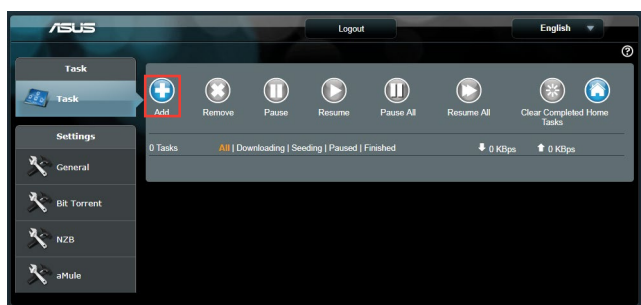 ASUS
Logout
English
Task
Task
Settings
General
Bit Torrent
NZB
aMule
Add
Remove
Pause
Resume
Pause All
Resume All
Clear Completed Tasks
Home
0 Tasks
All | Downloading | Seeding | Paused | Finished
0 KBps
0 KBps